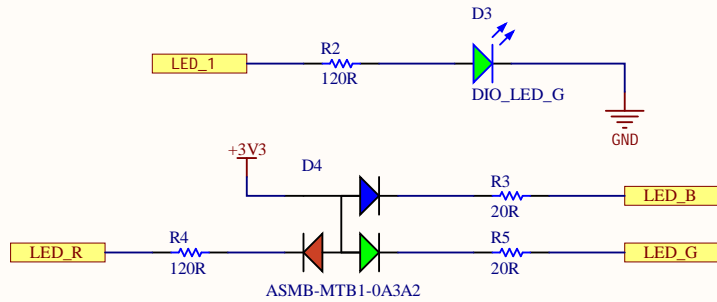 D3
R2
LED_1
120R
DIO_LED_G
GND
+3V3
D4
R3
LED_B
20R
R4
R5
LED_R
LED_G
120R
20R
ASMB-MTB1-0A3A2